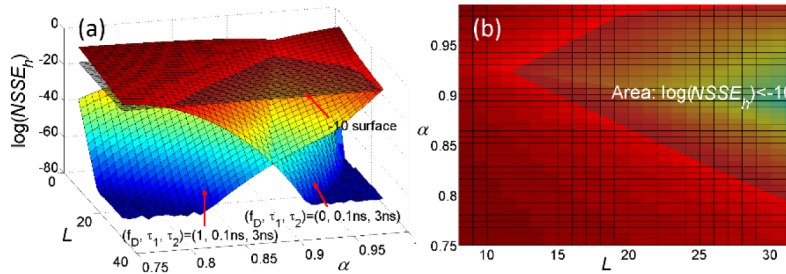 (a)
0
-20
-40
-60
-80
log(NSSE_h)
-10 surface
(f_D, τ_1, τ_2)=(0, 0.1ns, 3ns)
(f_D, τ_1, τ_2)=(1, 0.1ns, 3ns)
0
20
40
L
0.75
0.8
0.85
0.9
0.95
α
(b)
0.95
0.9
0.85
0.8
0.75
α
Area: log(NSSE_h)<-10
10
15
20
25
30
L